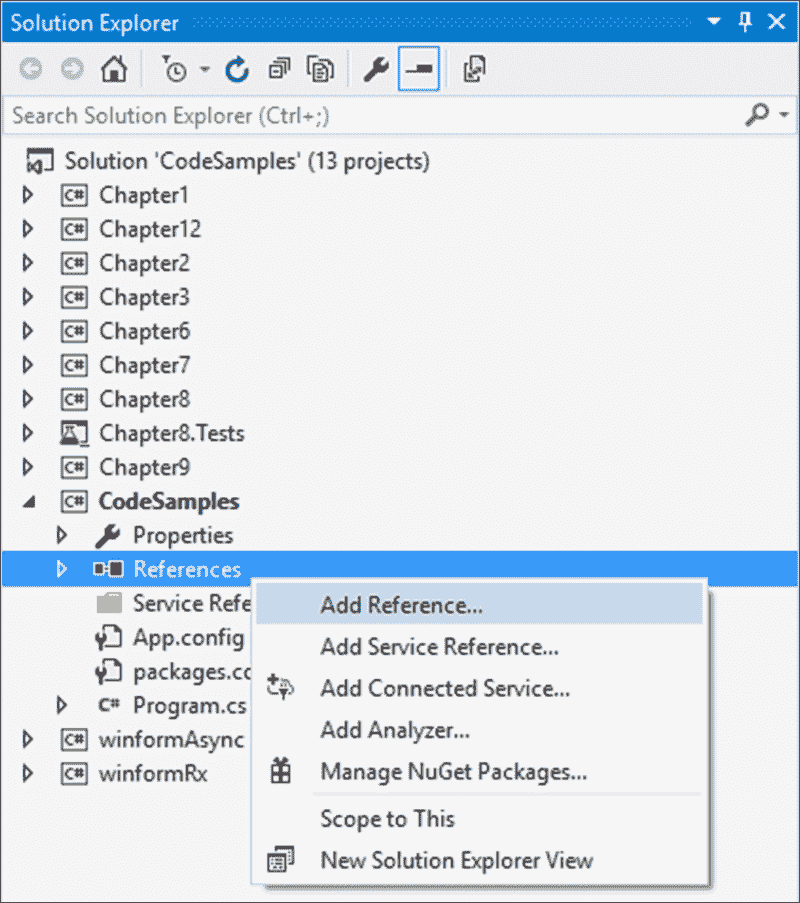 Solution Explorer
Search Solution Explorer (Ctrl+;)
Solution 'CodeSamples' (13 projects)
C# Chapter1
C# Chapter12
C# Chapter2
C# Chapter3
C# Chapter6
C# Chapter7
C# Chapter8
Chapter8.Tests
C# Chapter9
C# CodeSamples
Properties
References
Service Refe
Add Reference...
App.config
Add Service Reference...
packages.co
Add Connected Service...
C# Program.cs
Add Analyzer...
C# winformAsync
Manage NuGet Packages...
C# winformRx
Scope to This
New Solution Explorer View